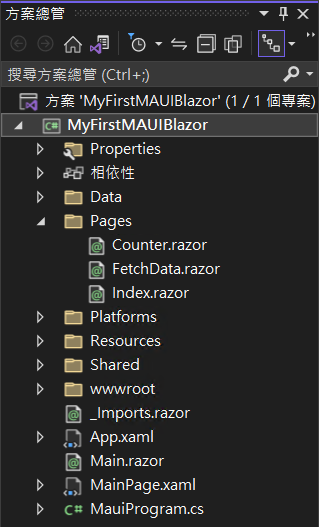 方案總管
搜尋方案總管 (Ctrl+;)
方案 'MyFirstMAUIBlazor' (1 / 1 個專案)
MyFirstMAUIBlazor
Properties
相依性
Data
Pages
Counter.razor
FetchData.razor
Index.razor
Platforms
Resources
Shared
wwwroot
_Imports.razor
App.xaml
Main.razor
MainPage.xaml
C# MauiProgram.cs